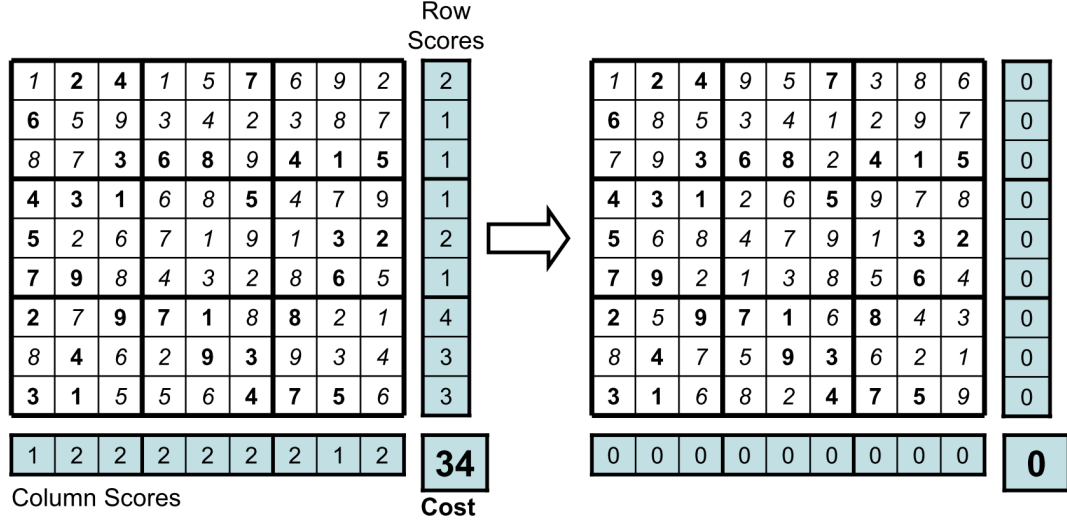 Row
Scores
1 2 4 1 5 7 6 9 2 2 1 2 4 9 5 7 3 8 6 0
6 5 9 3 4 2 3 8 7 1 6 8 5 3 4 1 2 9 7 0
8 7 3 6 8 9 4 1 5 1 7 9 3 6 8 2 4 1 5 0
4 3 1 6 8 5 4 7 9 1 4 3 1 2 6 5 9 7 8 0
5 2 6 7 1 9 1 3 2 2 5 6 8 4 7 9 1 3 2 0
7 9 8 4 3 2 8 6 5 1 7 9 2 1 3 8 5 6 4 0
2 7 9 7 1 8 8 2 1 4 2 5 9 7 1 6 8 4 3 0
8 4 6 2 9 3 9 3 4 3 8 4 7 5 9 3 6 2 1 0
3 1 5 5 6 4 7 5 6 3 3 1 6 8 2 4 7 5 9 0
1 2 2 2 2 2 2 1 2 34 0 0 0 0 0 0 0 0 0 0
Column Scores
Cost